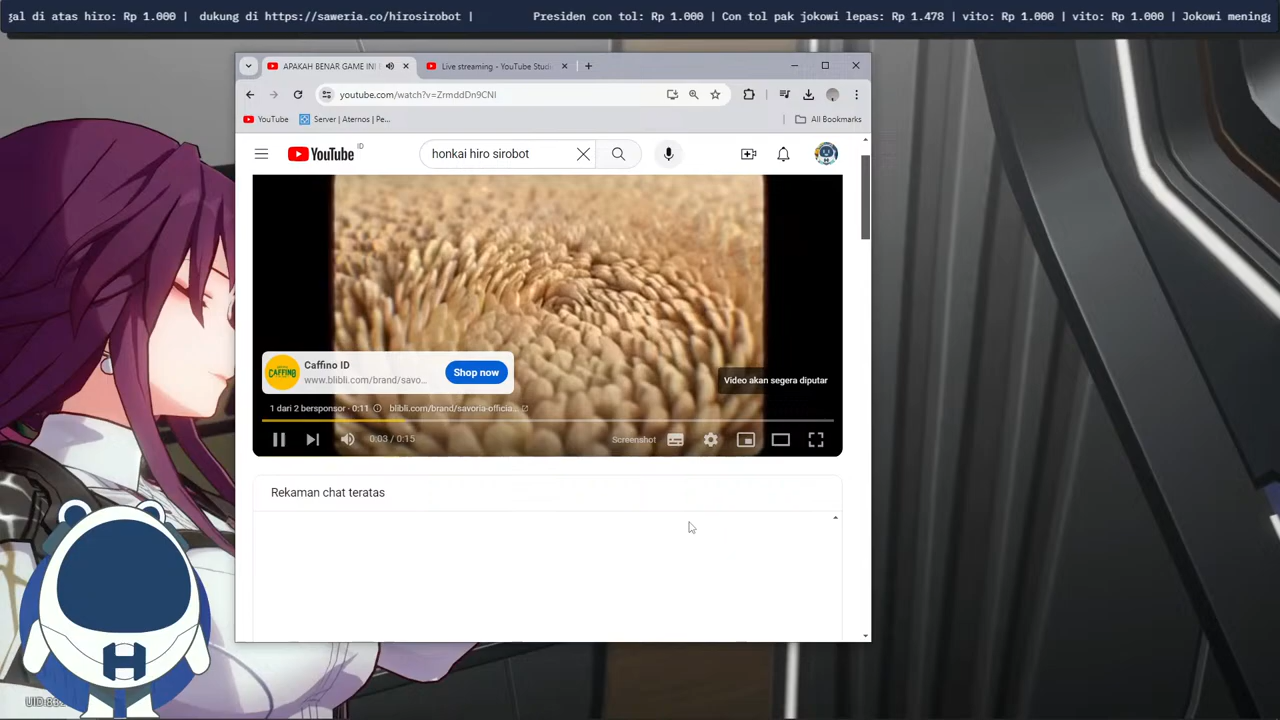 gal di atas hiro: Rp 1.000 | dukung di https://saweria.co/hirosirobot | Presiden con tol: Rp 1.000 | Con tol pak jokowi lepas: Rp 1.478 | vito: Rp 1.000 | vito: Rp 1.000 | Jokowi mening
APAKAH BENAR GAME INI
Live streaming - YouTube Stud
youtube.com/watch?v=ZrmddDn9CNI
YouTube
Server | Aternos | Pe...
All Bookmarks
YouTube ID
honkai hiro sirobot
Caffino ID
www.blibli.com/brand/savo...
Shop now
CAFFINO
Video akan segera diputar
1 dari 2 bersponsor · 0:11
blibli.com/brand/savoria-officia...
0:03 / 0:15
Screenshot
Rekaman chat teratas
H